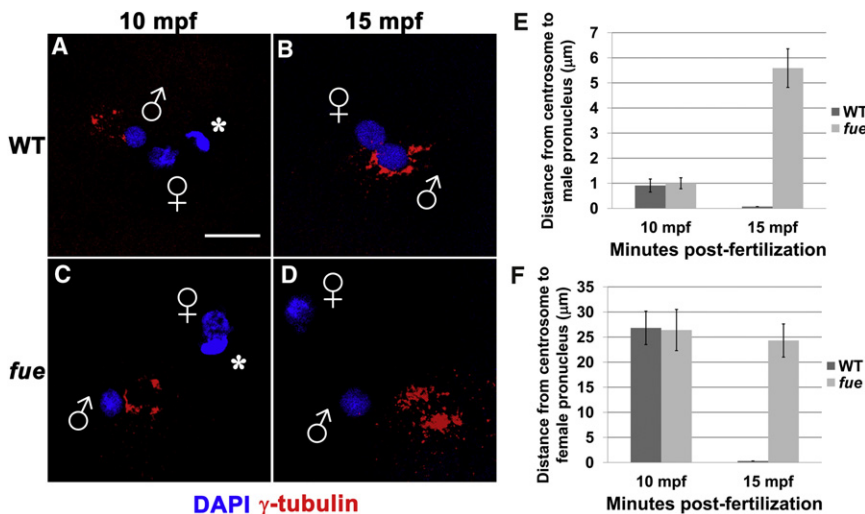 10 mpf 15 mpf
WT
fue
A
♂
*
♀
B
♀
♂
C
♀
*
♂
D
♀
♂
DAPI γ-tubulin
E
Distance from centrosome to
male pronucleus (μm)
7
6
5
4
3
2
1
0
10 mpf 15 mpf
Minutes post-fertilization
WT
fue
F
Distance from centrosome to
female pronucleus (μm)
35
30
25
20
15
10
5
0
10 mpf 15 mpf
Minutes post-fertilization
WT
fue